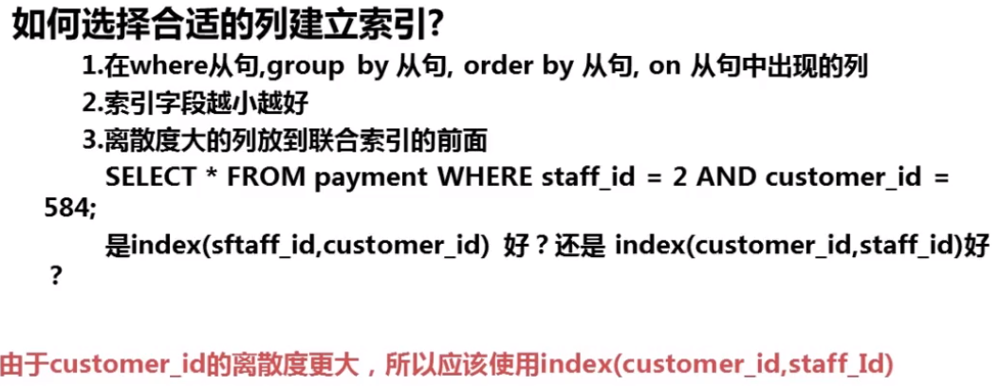 如何选择合适的列建立索引?
1.在where从句,group by 从句, order by 从句, on 从句中出现的列
2.索引字段越小越好
3.离散度大的列放到联合索引的前面
SELECT * FROM payment WHERE staff_id = 2 AND customer_id =
584;
是index(sftaff_id,customer_id) 好？还是 index(customer_id,staff_id)好
？
由于customer_id的离散度更大，所以应该使用index(customer_id,staff_Id)